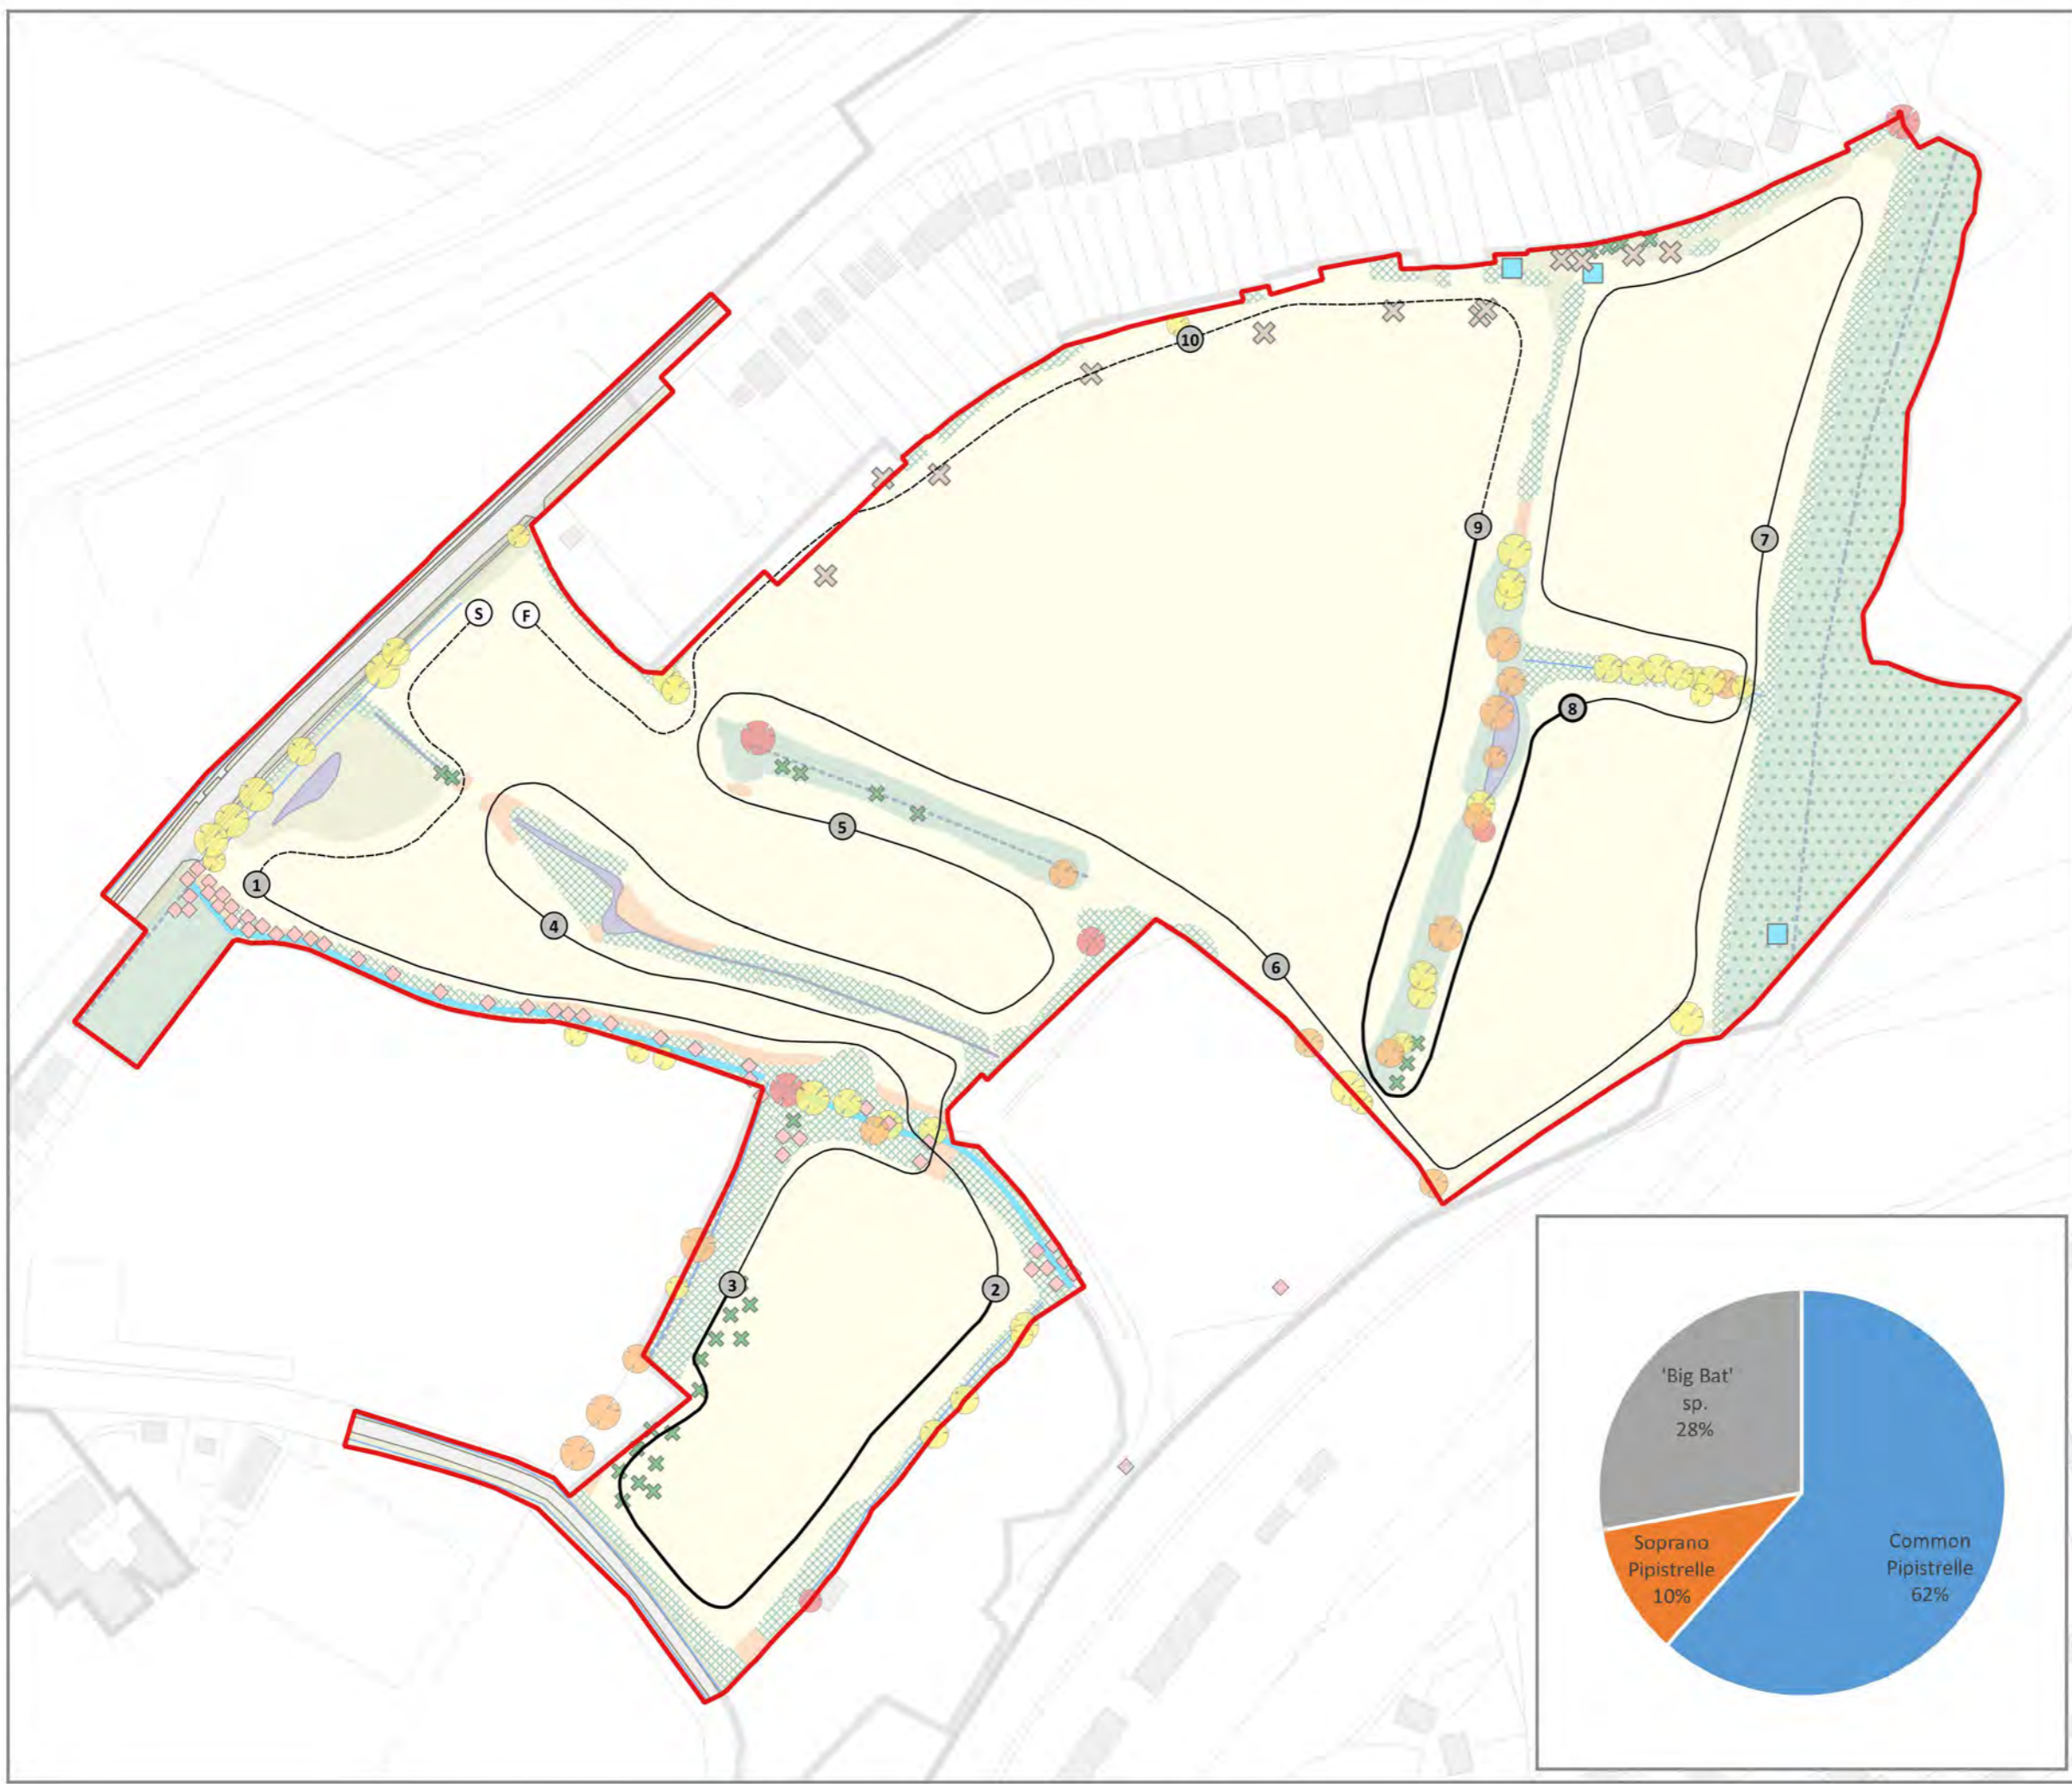 10
9
7
S
F
8
5
1
4
6
3
2
'Big Bat'
sp.
28%
Soprano
Pipistrelle
10%
Common
Pipistrelle
62%